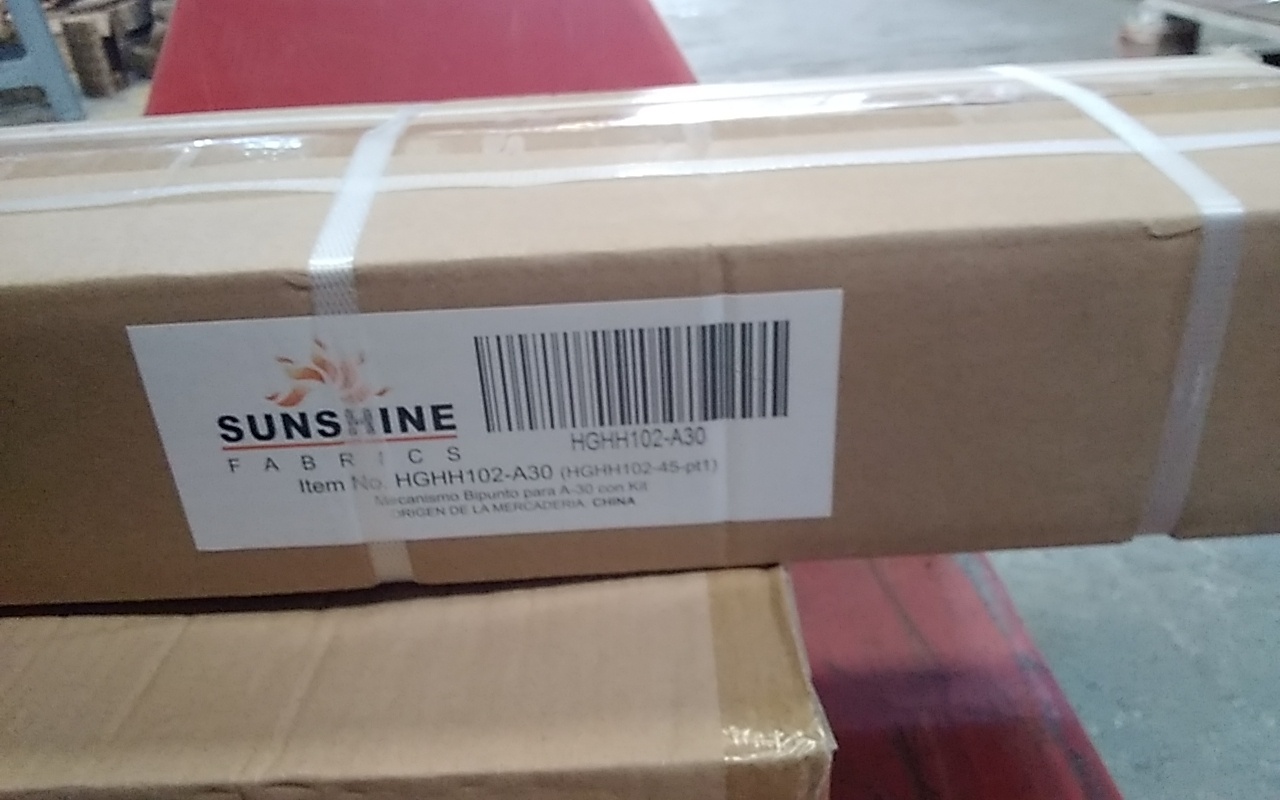 SUNSHINE
FABRICS
HGHH102-A30
Item No. HGHH102-A30 (HGHH102-45-pt1)
Mecanismo Bipunto para A-30 con Kit
ORIGEN DE LA MERCADERIA: CHINA